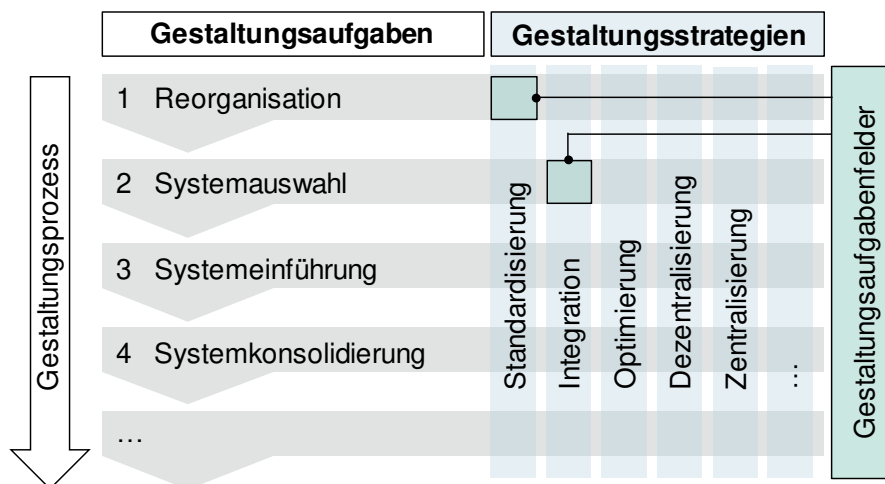 Gestaltungsaufgaben
Gestaltungsstrategien
Gestaltungsprozess
1 Reorganisation
2 Systemauswahl
3 Systemeinführung
4 Systemkonsolidierung
…
Standardisierung
Integration
Optimierung
Dezentralisierung
Zentralisierung
…
Gestaltungsaufgabenfelder